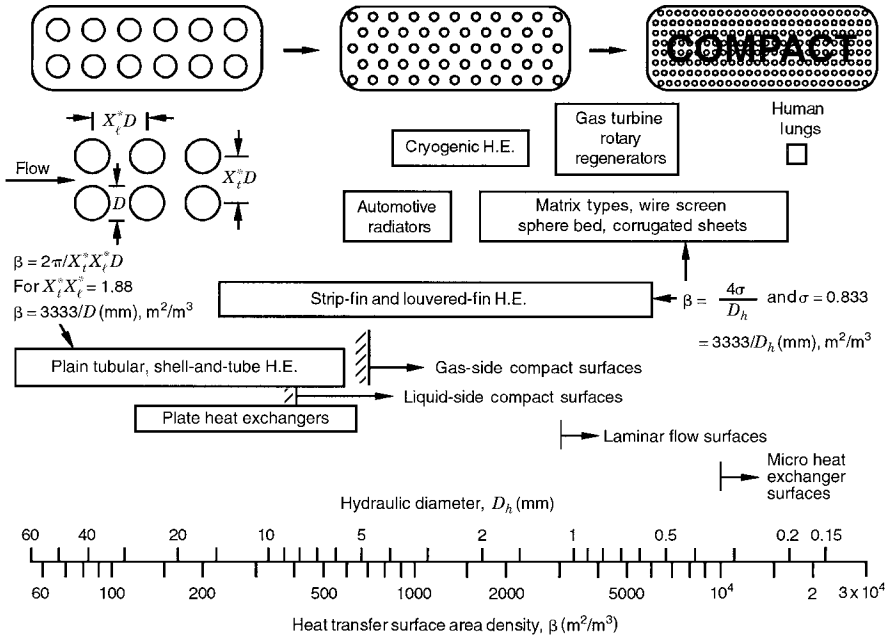 COMPACT
Human
lungs
Gas turbine
rotary
regenerators
Cryogenic H.E.
X*ℓD
Flow
X*tD
D
Automotive
radiators
Matrix types, wire screen
sphere bed, corrugated sheets
β = 2π/X*tX*ℓD
For X*tX*ℓ = 1.88
β = 3333/D (mm), m²/m³
Strip-fin and louvered-fin H.E.
β = 4σ/Dh and σ = 0.833
= 3333/Dh (mm), m²/m³
Plain tubular, shell-and-tube H.E.
Gas-side compact surfaces
Liquid-side compact surfaces
Plate heat exchangers
Laminar flow surfaces
Micro heat
exchanger
surfaces
Hydraulic diameter, Dh (mm)
60 40 20 10 5 2 1 0.5 0.2 0.15
60 100 200 500 1000 2000 5000 10⁴ 2 3 x 10⁴
Heat transfer surface area density, β (m²/m³)